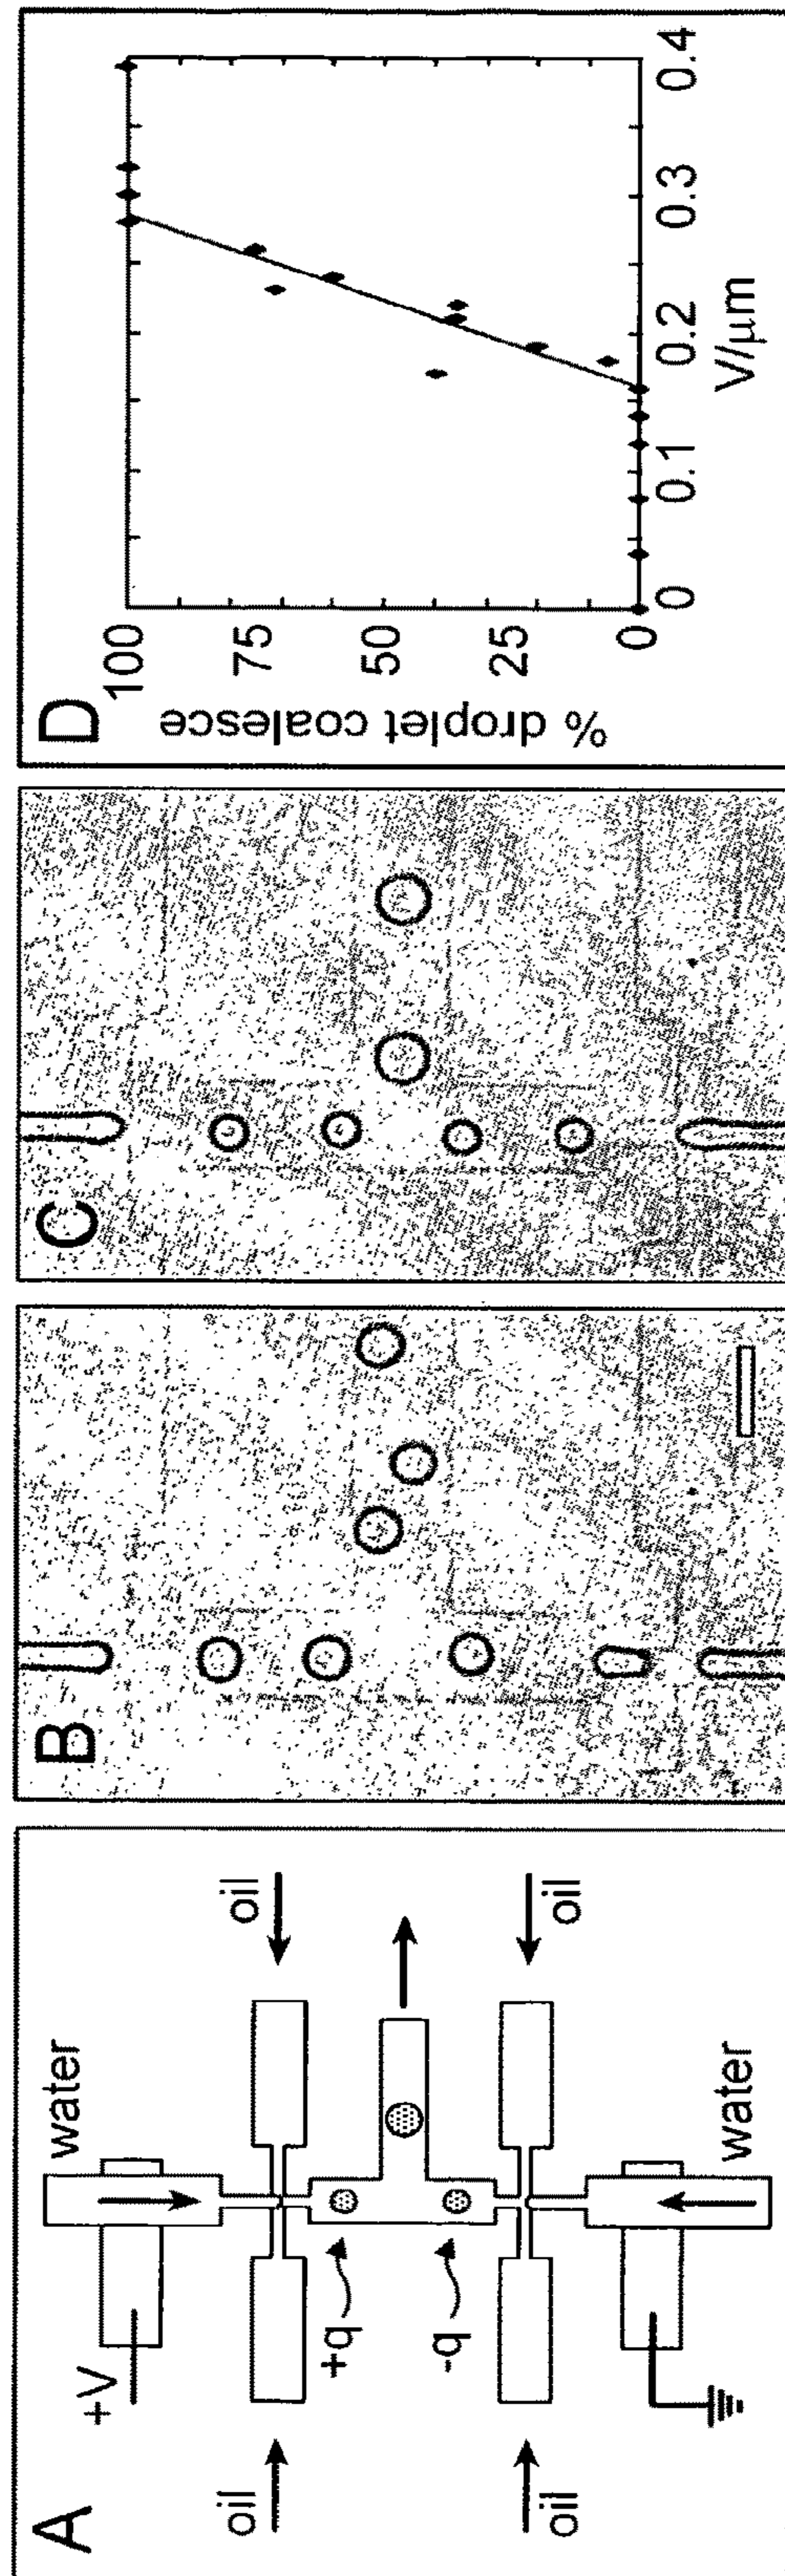 A
+V
water
oil
oil
+q
-q
oil
oil
water
B
C
D
% droplet coalesce
100
75
50
25
0
0
0.1
0.2
0.3
0.4
V/μm